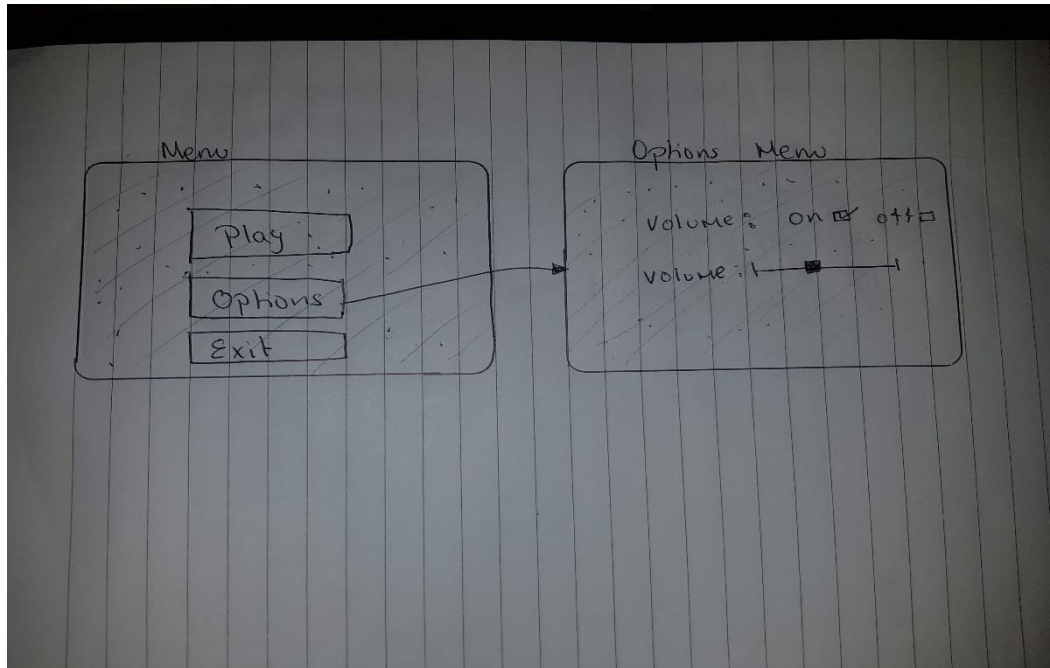 Menu
Play
Options
Exit
Options Menu
Volume: on off
Volume: